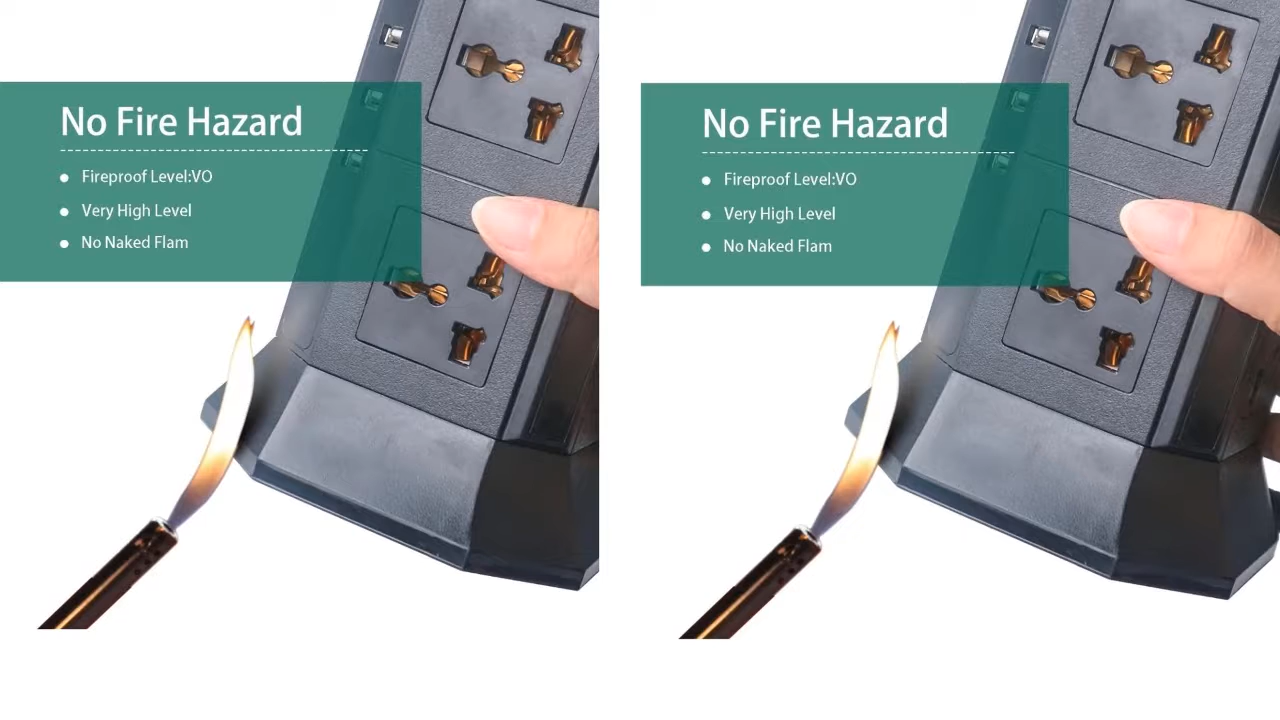 No Fire Hazard
Fireproof Level:VO
Very High Level
No Naked Flam
No Fire Hazard
Fireproof Level:VO
Very High Level
No Naked Flam